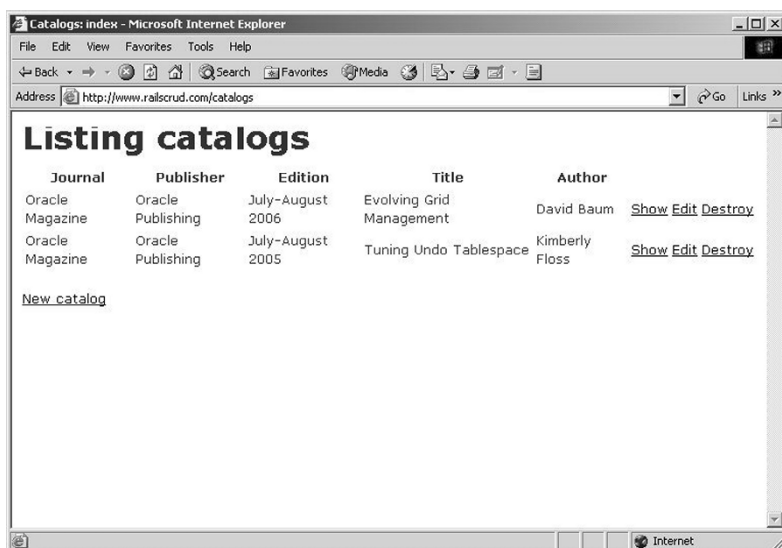 Catalogs: index - Microsoft Internet Explorer
File Edit View Favorites Tools Help
Back Search Favorites Media
Address http://www.railscrud.com/catalogs Go Links »
Listing catalogs
Journal Publisher Edition Title Author
Oracle Magazine Oracle Publishing July-August 2006 Evolving Grid Management David Baum Show Edit Destroy
Oracle Magazine Oracle Publishing July-August 2005 Tuning Undo Tablespace Kimberly Floss Show Edit Destroy
New catalog
Internet